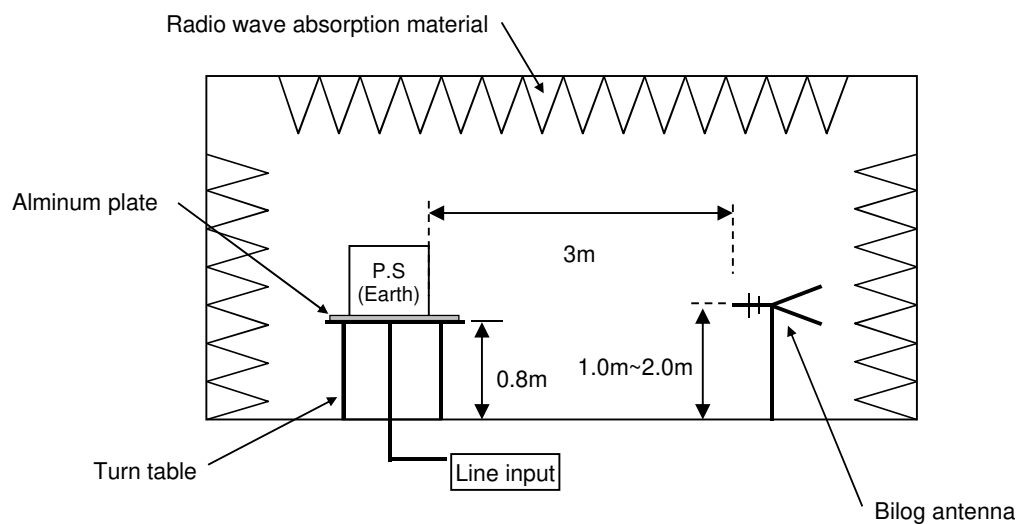 Radio wave absorption material
Alminum plate
3m
P.S
(Earth)
0.8m
1.0m~2.0m
Turn table
Line input
Bilog antenna